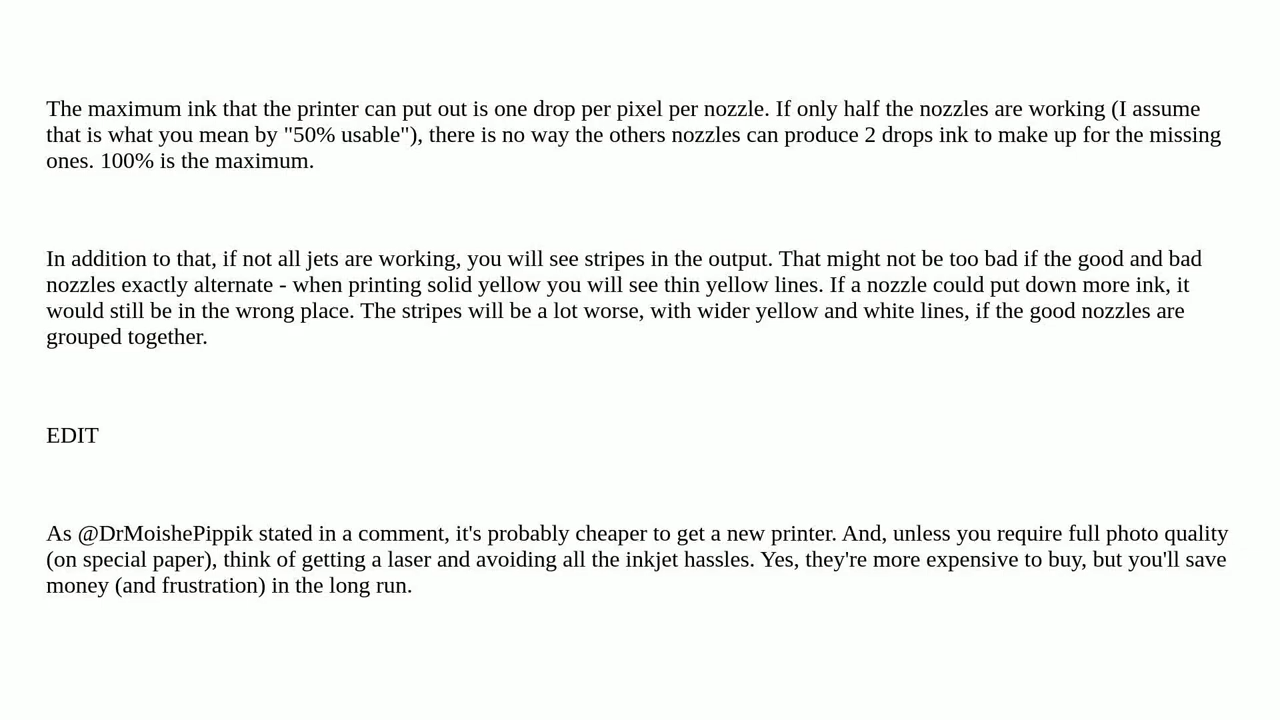 The maximum ink that the printer can put out is one drop per pixel per nozzle. If only half the nozzles are working (I assume
that is what you mean by "50% usable"), there is no way the others nozzles can produce 2 drops ink to make up for the missing
ones. 100% is the maximum.
In addition to that, if not all jets are working, you will see stripes in the output. That might not be too bad if the good and bad
nozzles exactly alternate - when printing solid yellow you will see thin yellow lines. If a nozzle could put down more ink, it
would still be in the wrong place. The stripes will be a lot worse, with wider yellow and white lines, if the good nozzles are
grouped together.
EDIT
As @DrMoishePippik stated in a comment, it's probably cheaper to get a new printer. And, unless you require full photo quality
(on special paper), think of getting a laser and avoiding all the inkjet hassles. Yes, they're more expensive to buy, but you'll save
money (and frustration) in the long run.